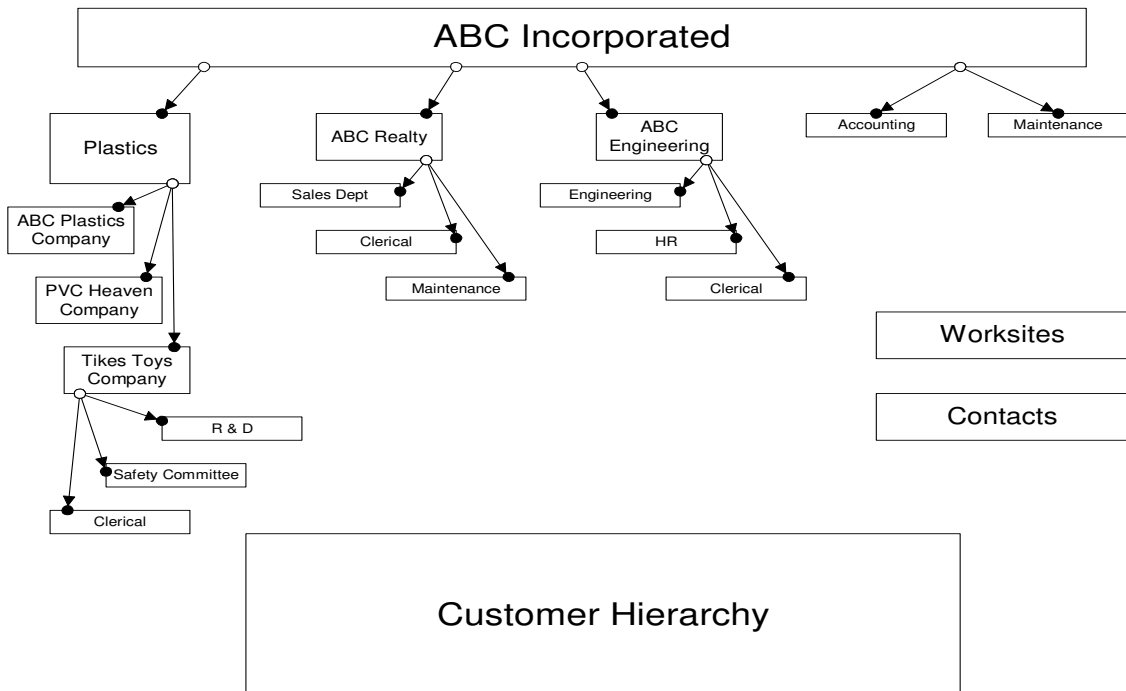 ABC Incorporated
Plastics
ABC Realty
ABC
Engineering
Accounting
Maintenance
Sales Dept
Engineering
ABC Plastics
Company
Clerical
HR
PVC Heaven
Company
Maintenance
Clerical
Worksites
Tikes Toys
Company
Contacts
R & D
Safety Committee
Clerical
Customer Hierarchy